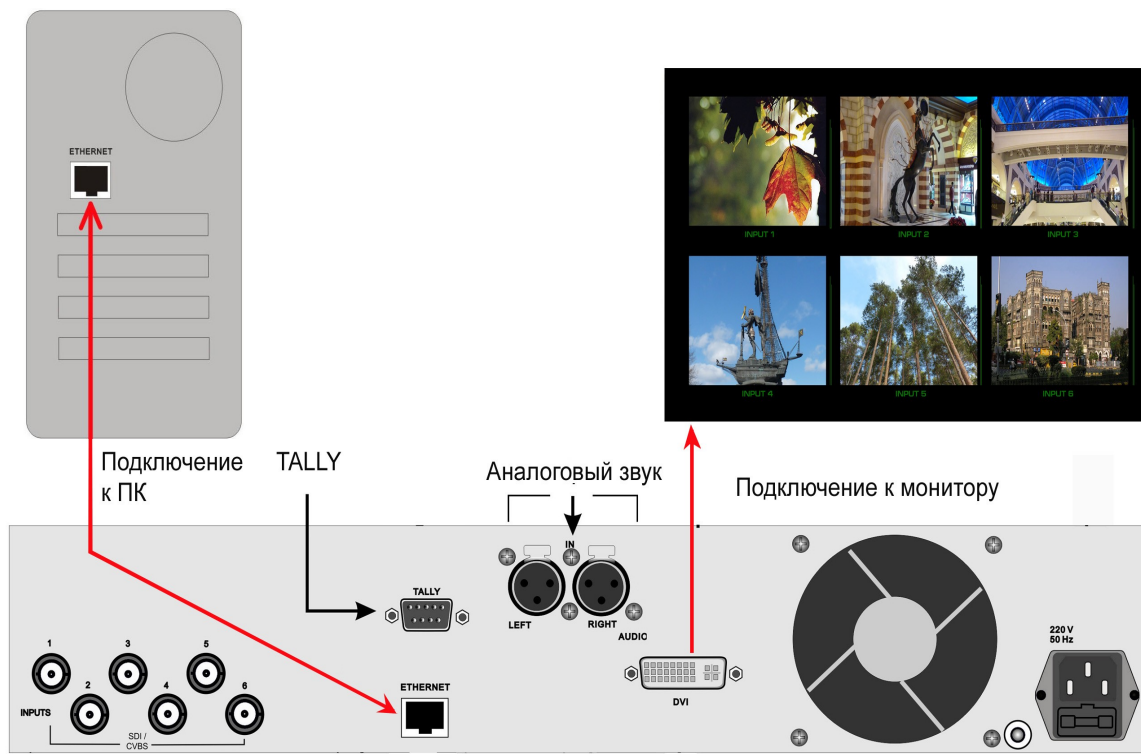 ETHERNET
INPUT 1
INPUT 2
INPUT 3
INPUT 4
INPUT 5
INPUT 6
Подключение
к ПК
TALLY
Аналоговый звук
Подключение к монитору
IN
TALLY
LEFT
RIGHT
AUDIO
220 V
50 Hz
1
3
5
2
4
6
INPUTS
SDI /
CVBS
ETHERNET
DVI